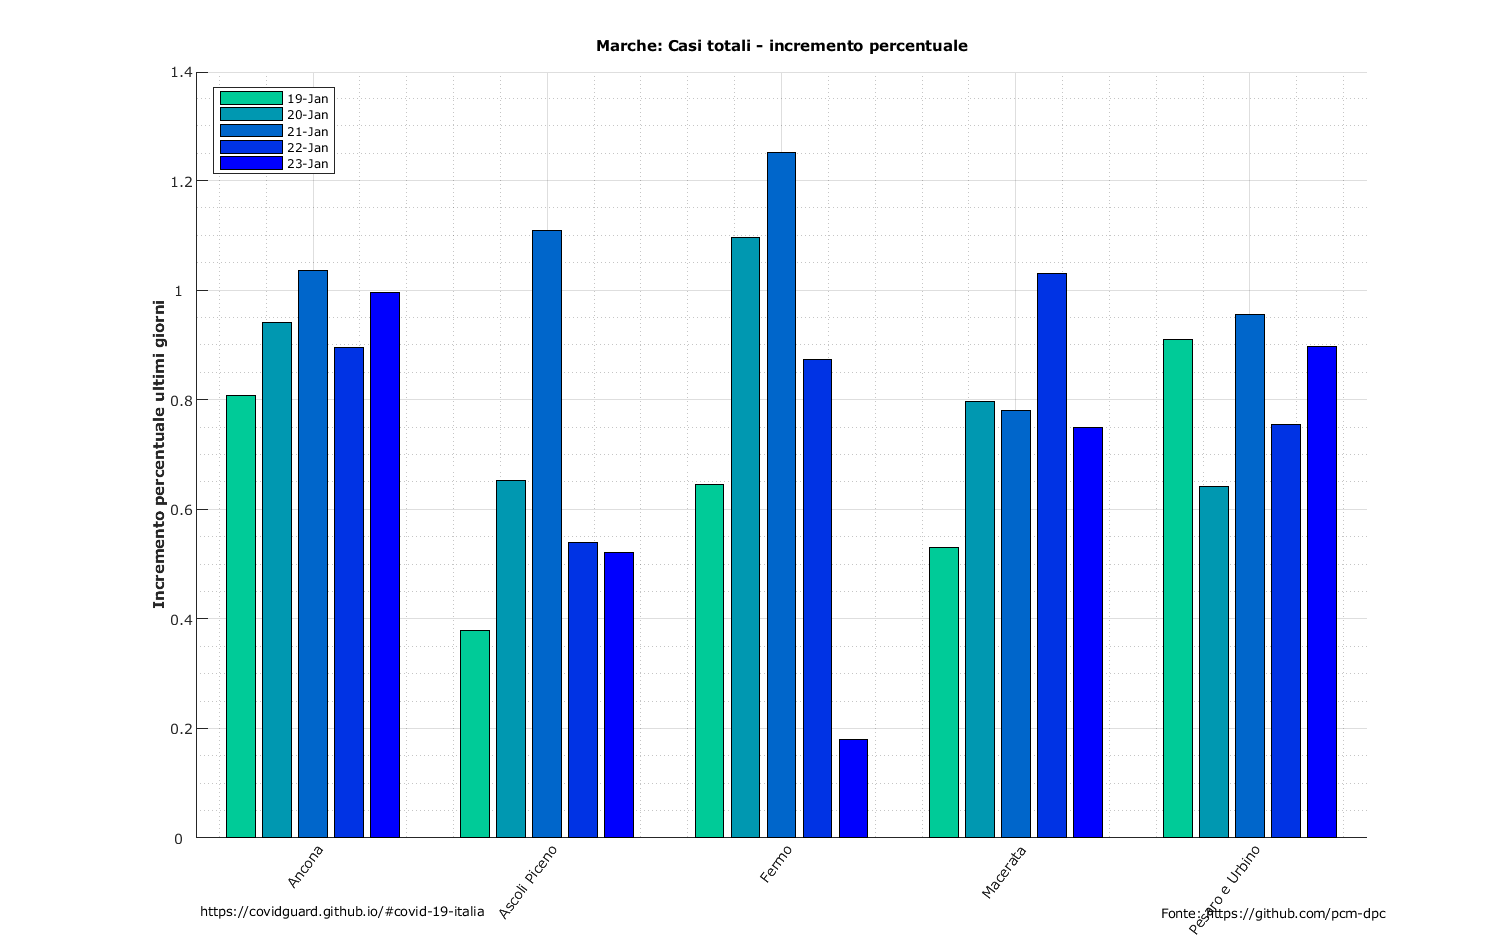 Marche: Casi totali - incremento percentuale
1.4
1.2
1
0.8
0.6
0.4
0.2
0
Incremento percentuale ultimi giorni
19-Jan
20-Jan
21-Jan
22-Jan
23-Jan
Ancona
Ascoli Piceno
Fermo
Macerata
Pesaro e Urbino
https://covidguard.github.io/#covid-19-italia
Fonte: https://github.com/pcm-dpc